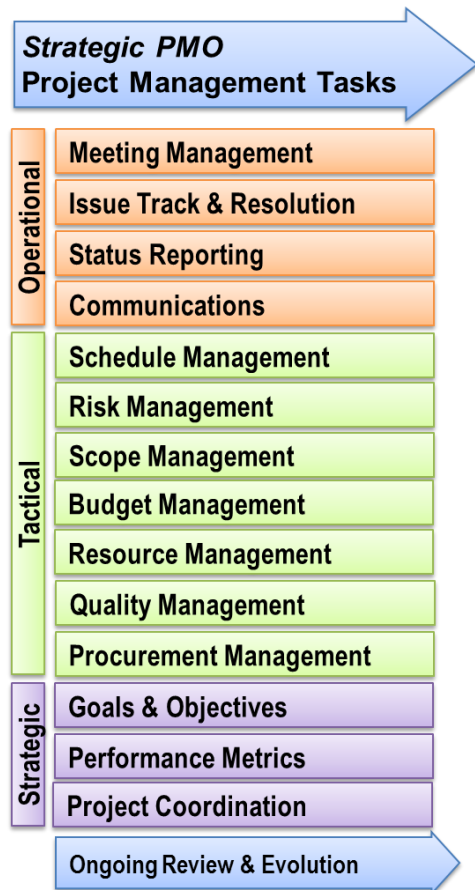 Strategic PMO
Project Management Tasks
Operational
Meeting Management
Issue Track & Resolution
Status Reporting
Communications
Tactical
Schedule Management
Risk Management
Scope Management
Budget Management
Resource Management
Quality Management
Procurement Management
Strategic
Goals & Objectives
Performance Metrics
Project Coordination
Ongoing Review & Evolution